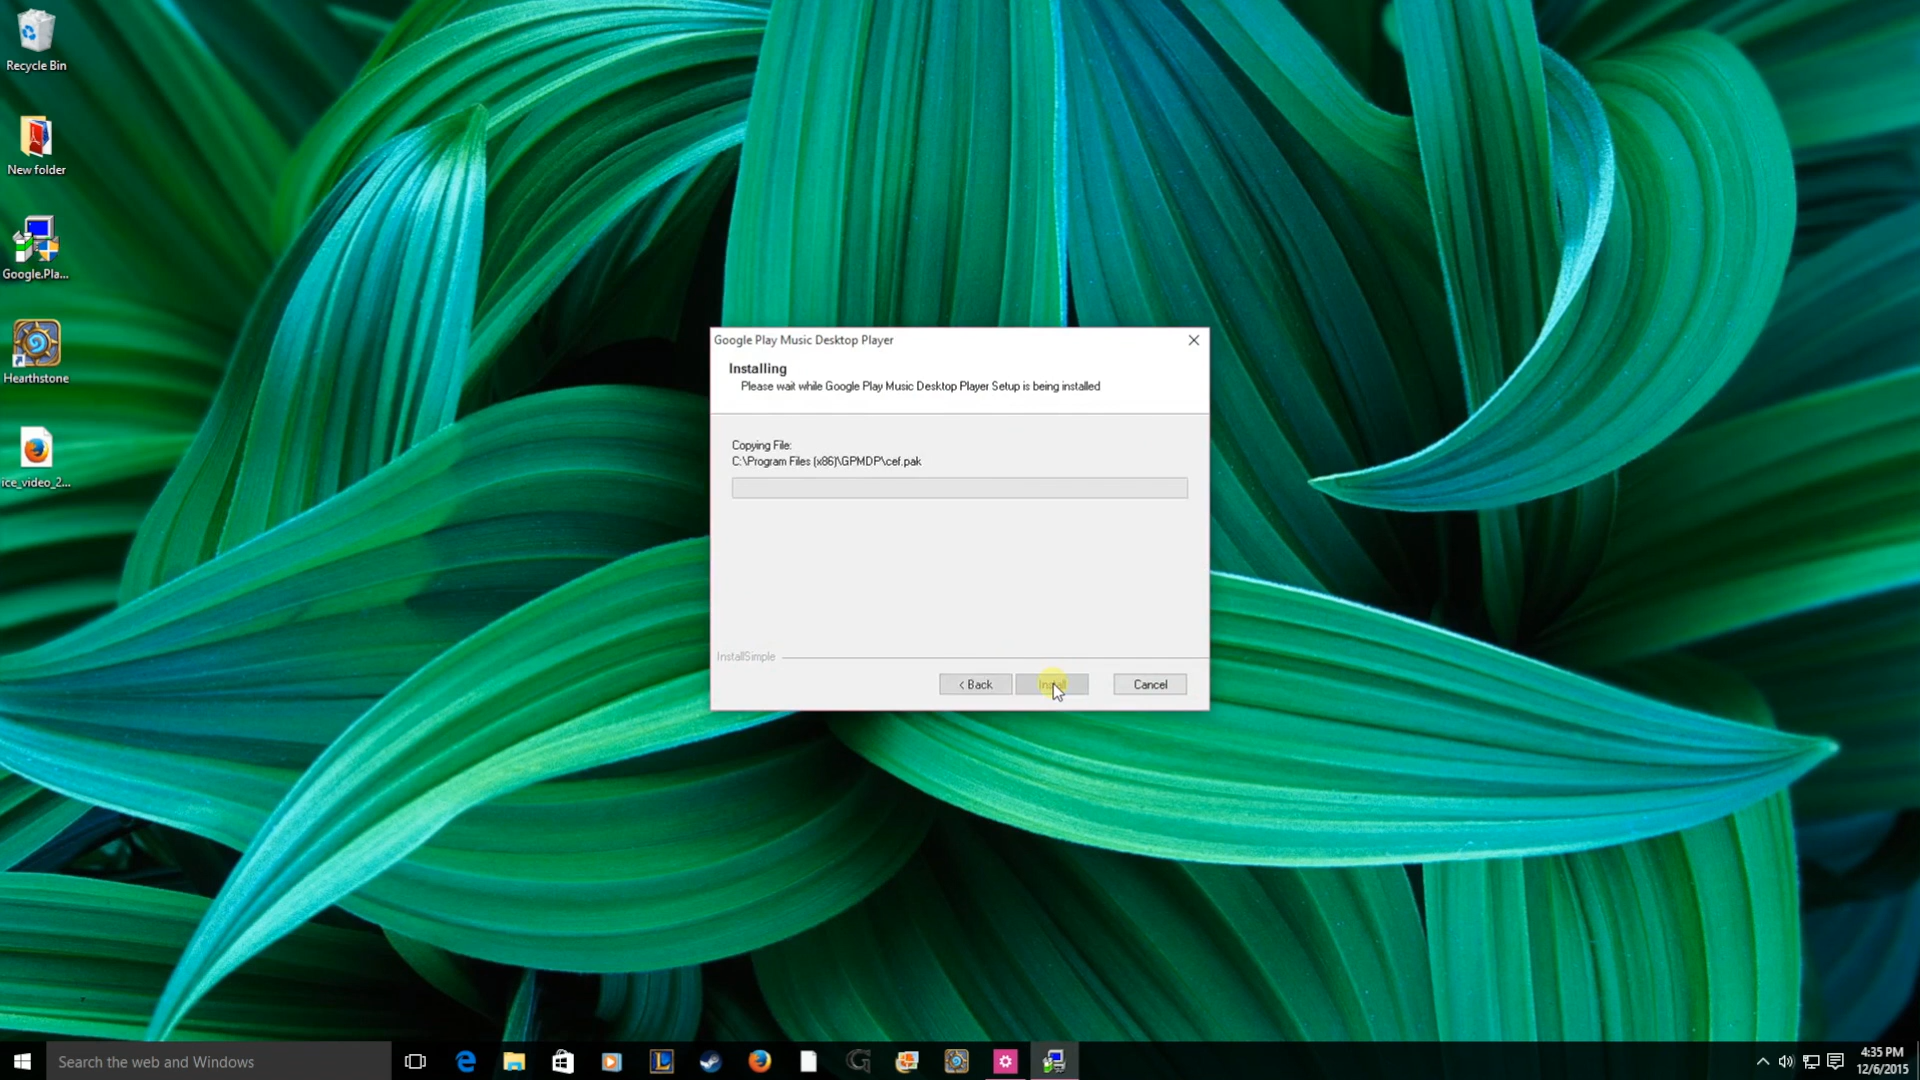 Recycle Bin
New folder
Google.Pla...
Hearthstone
ice_video_2...
Google Play Music Desktop Player
Installing
Please wait while Google Play Music Desktop Player Setup is being installed
Copying File:
C:\Program Files (x86)\GPMDP\cef.pak
InstallSimple
< Back
Install
Cancel
Search the web and Windows
4:35 PM
12/6/2015